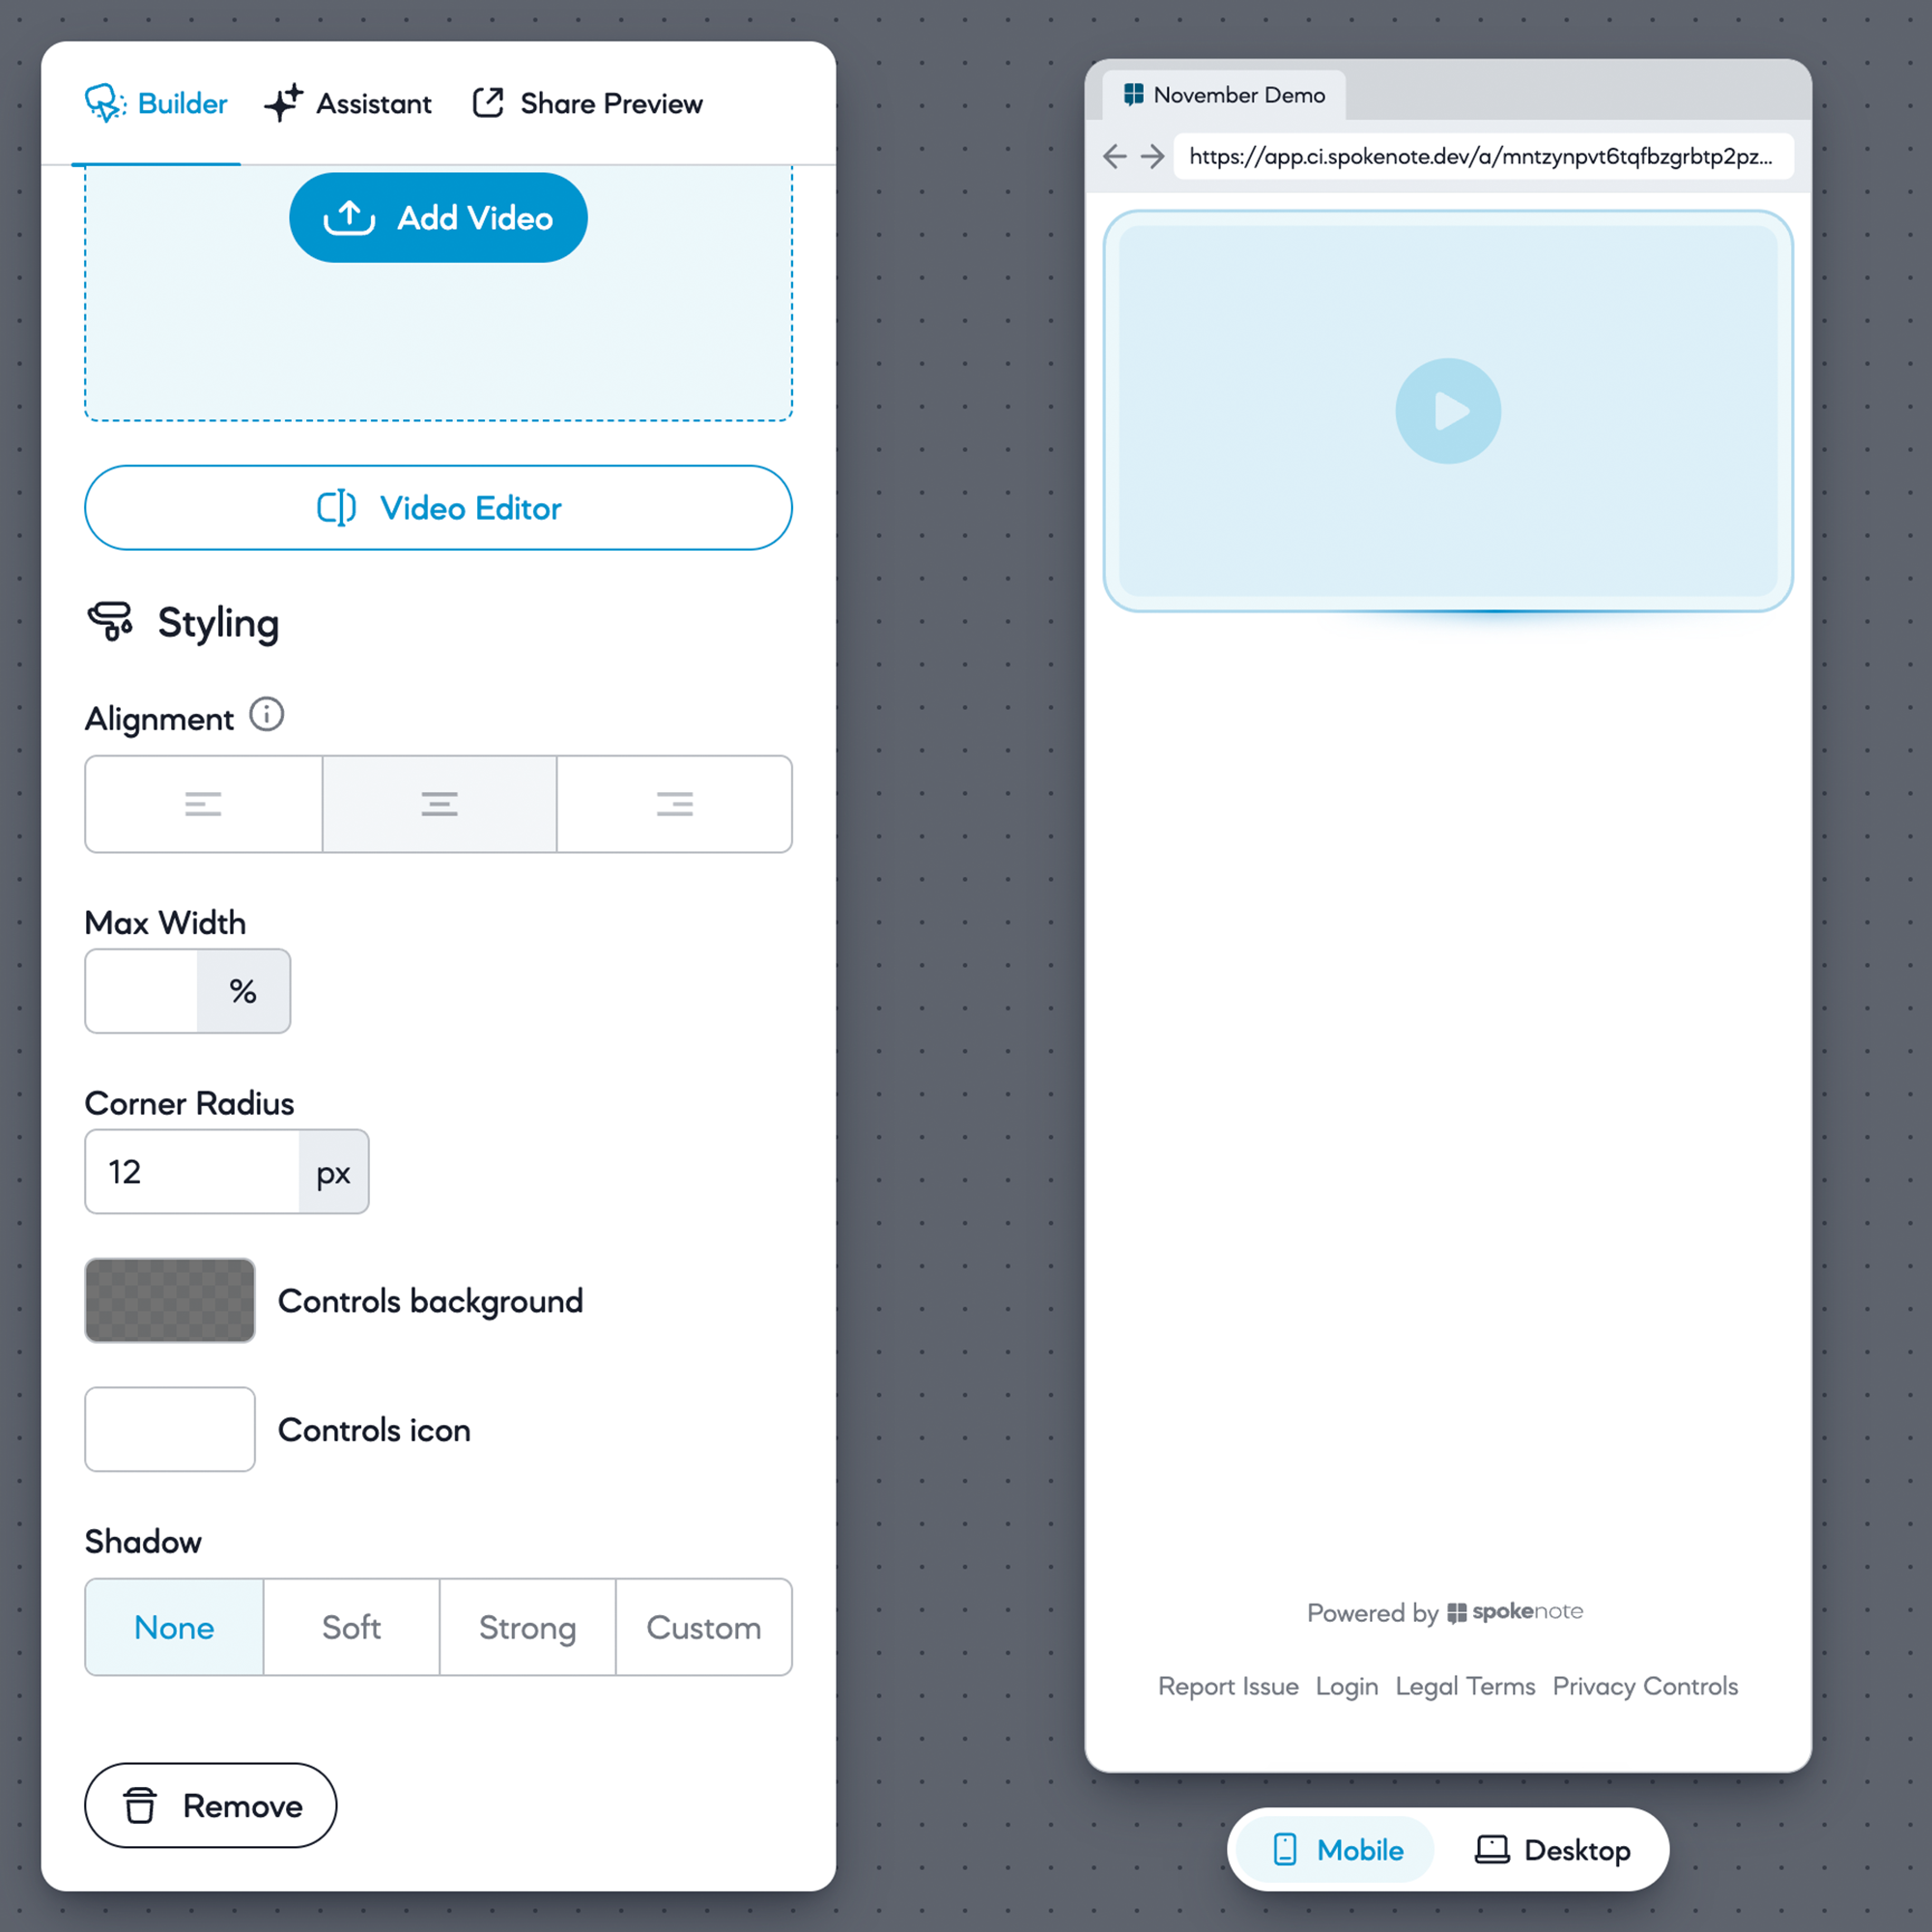 Builder
Assistant
Share Preview
Add Video
Video Editor
Styling
Alignment
Max Width
%
Corner Radius
12 px
Controls background
Controls icon
Shadow
None Soft Strong Custom
Remove
November Demo
https://app.ci.spokenote.dev/a/mntzynpvt6tqfbzgrbtp2pz...
Powered by spokenote
Report Issue Login Legal Terms Privacy Controls
Mobile Desktop